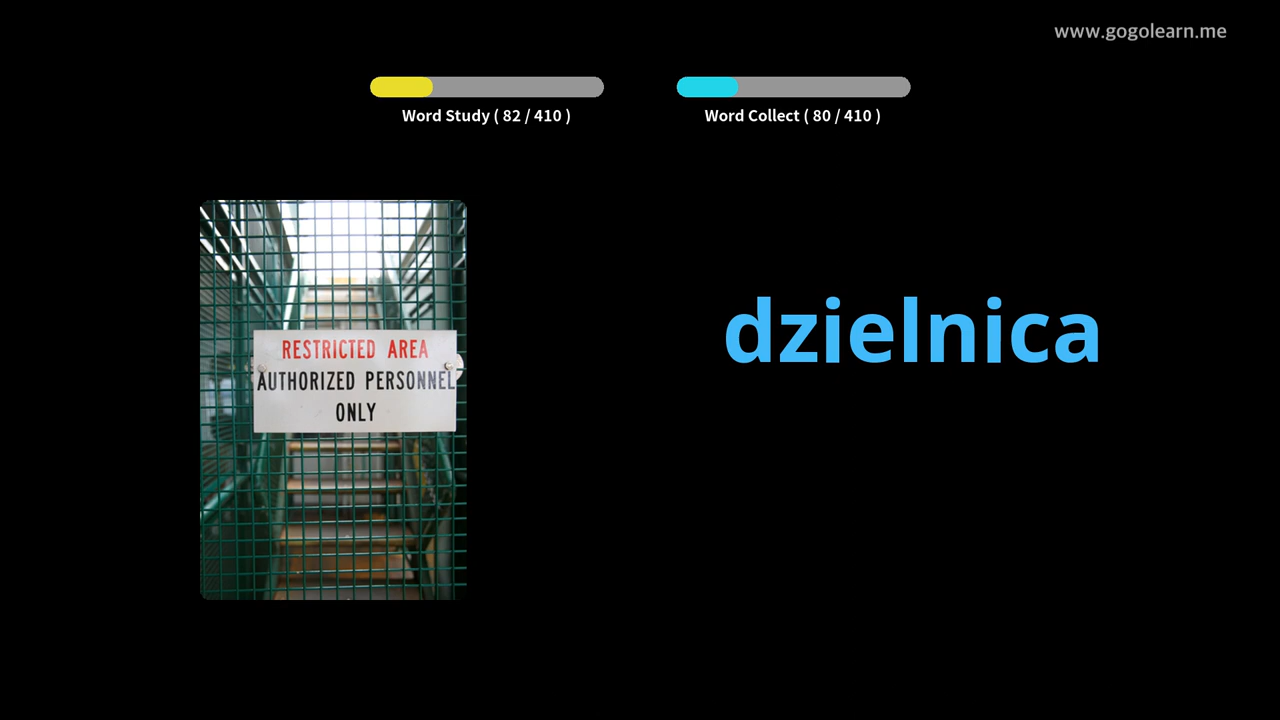 www.gogolearn.me
Word Study ( 82 / 410 )
Word Collect ( 80 / 410 )
RESTRICTED AREA
AUTHORIZED PERSONNEL
ONLY
dzielnica